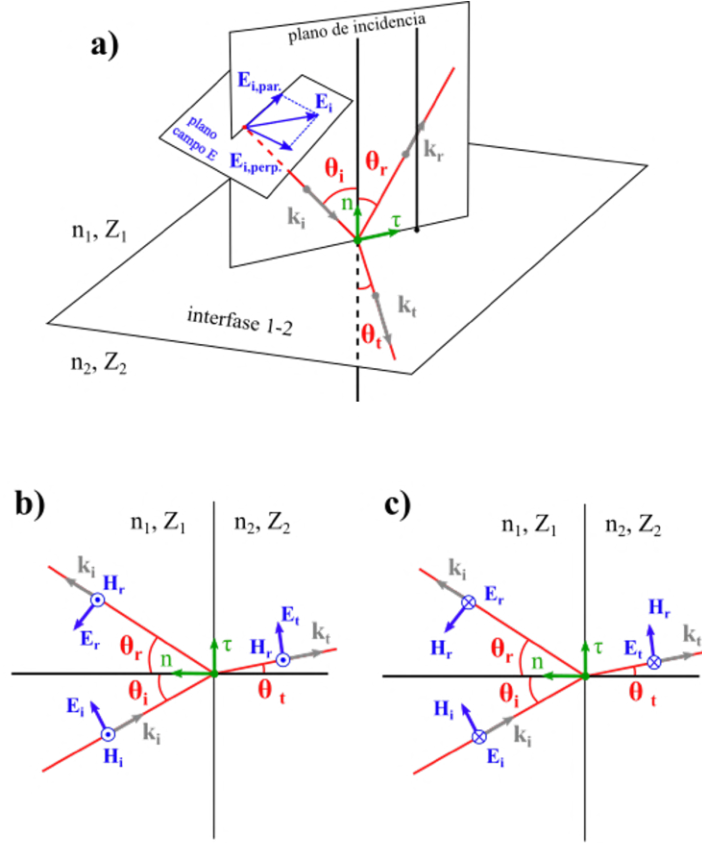 a)
plano de incidencia
E_i,par.
E_i
plano
campo E
E_i,perp.
θ_i
θ_r
k_r
n
τ
k_i
n_1, Z_1
k_t
interfase 1-2
θ_t
n_2, Z_2
b)
n_1, Z_1
n_2, Z_2
k_i
H_r
E_r
θ_r
τ
E_t
H_r
k_t
n
θ_i
θ_t
E_i
k_i
H_i
c)
n_1, Z_1
n_2, Z_2
k_i
E_r
H_r
θ_r
τ
H_r
E_t
k_t
n
θ_i
θ_t
H_i
k_i
E_i